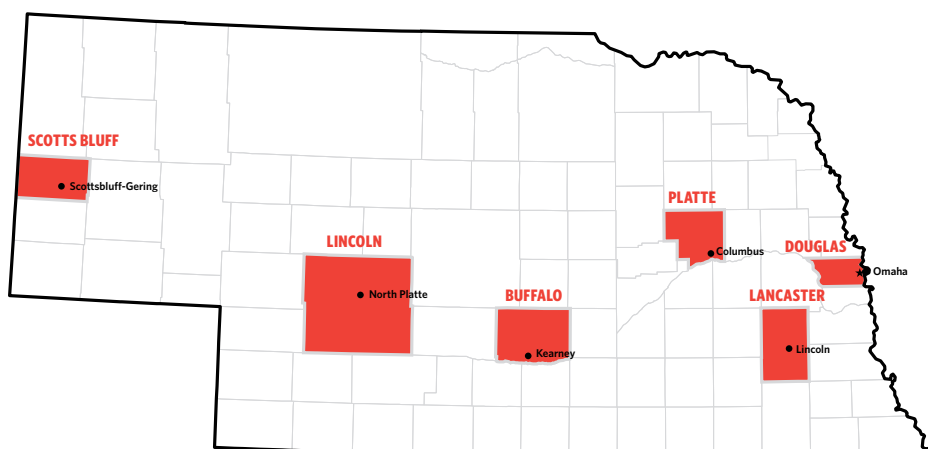 SCOTTS BLUFF
Scottsbluff-Gering
PLATTE
Columbus
LINCOLN
North Platte
DOUGLAS
Omaha
BUFFALO
Kearney
LANCASTER
Lincoln